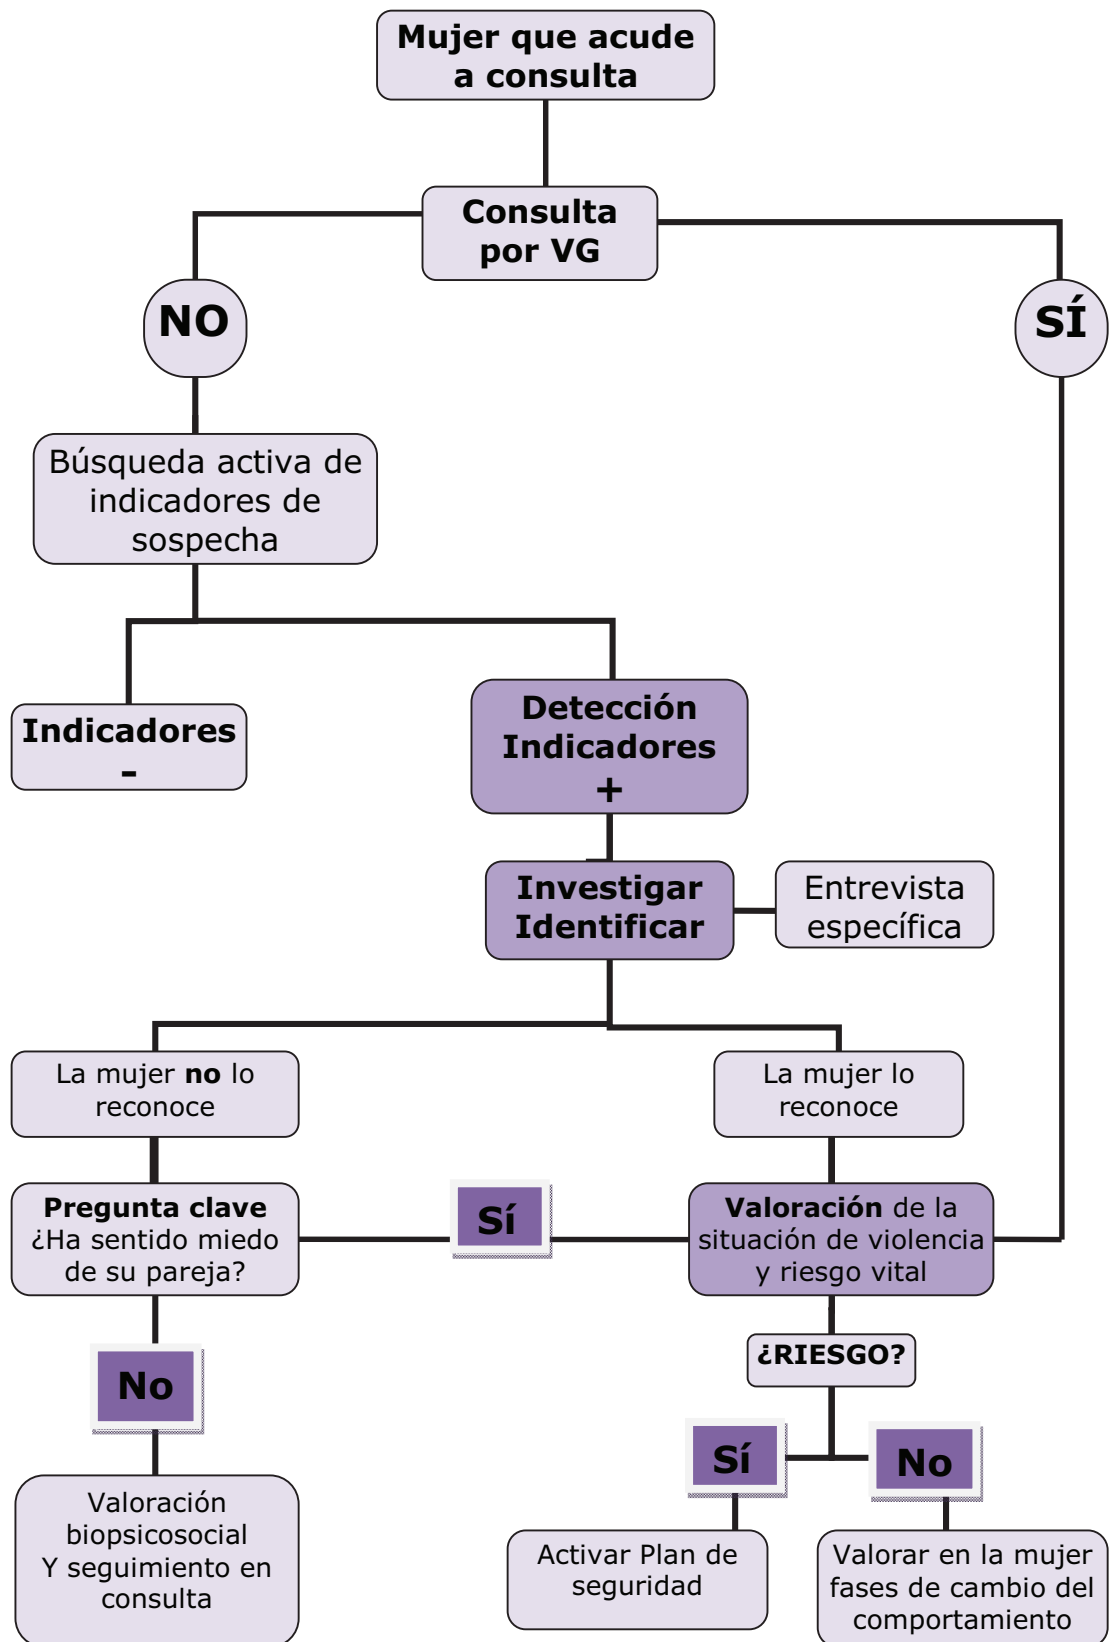 Mujer que acude
a consulta
Consulta
por VG
NO
SÍ
Búsqueda activa de
indicadores de
sospecha
Indicadores
-
Detección
Indicadores
+
Investigar
Identificar
Entrevista
específica
La mujer no lo
reconoce
La mujer lo
reconoce
Pregunta clave
¿Ha sentido miedo
de su pareja?
Sí
Valoración de la
situación de violencia
y riesgo vital
¿RIESGO?
No
Sí
No
Valoración
biopsicosocial
Y seguimiento en
consulta
Activar Plan de
seguridad
Valorar en la mujer
fases de cambio del
comportamiento